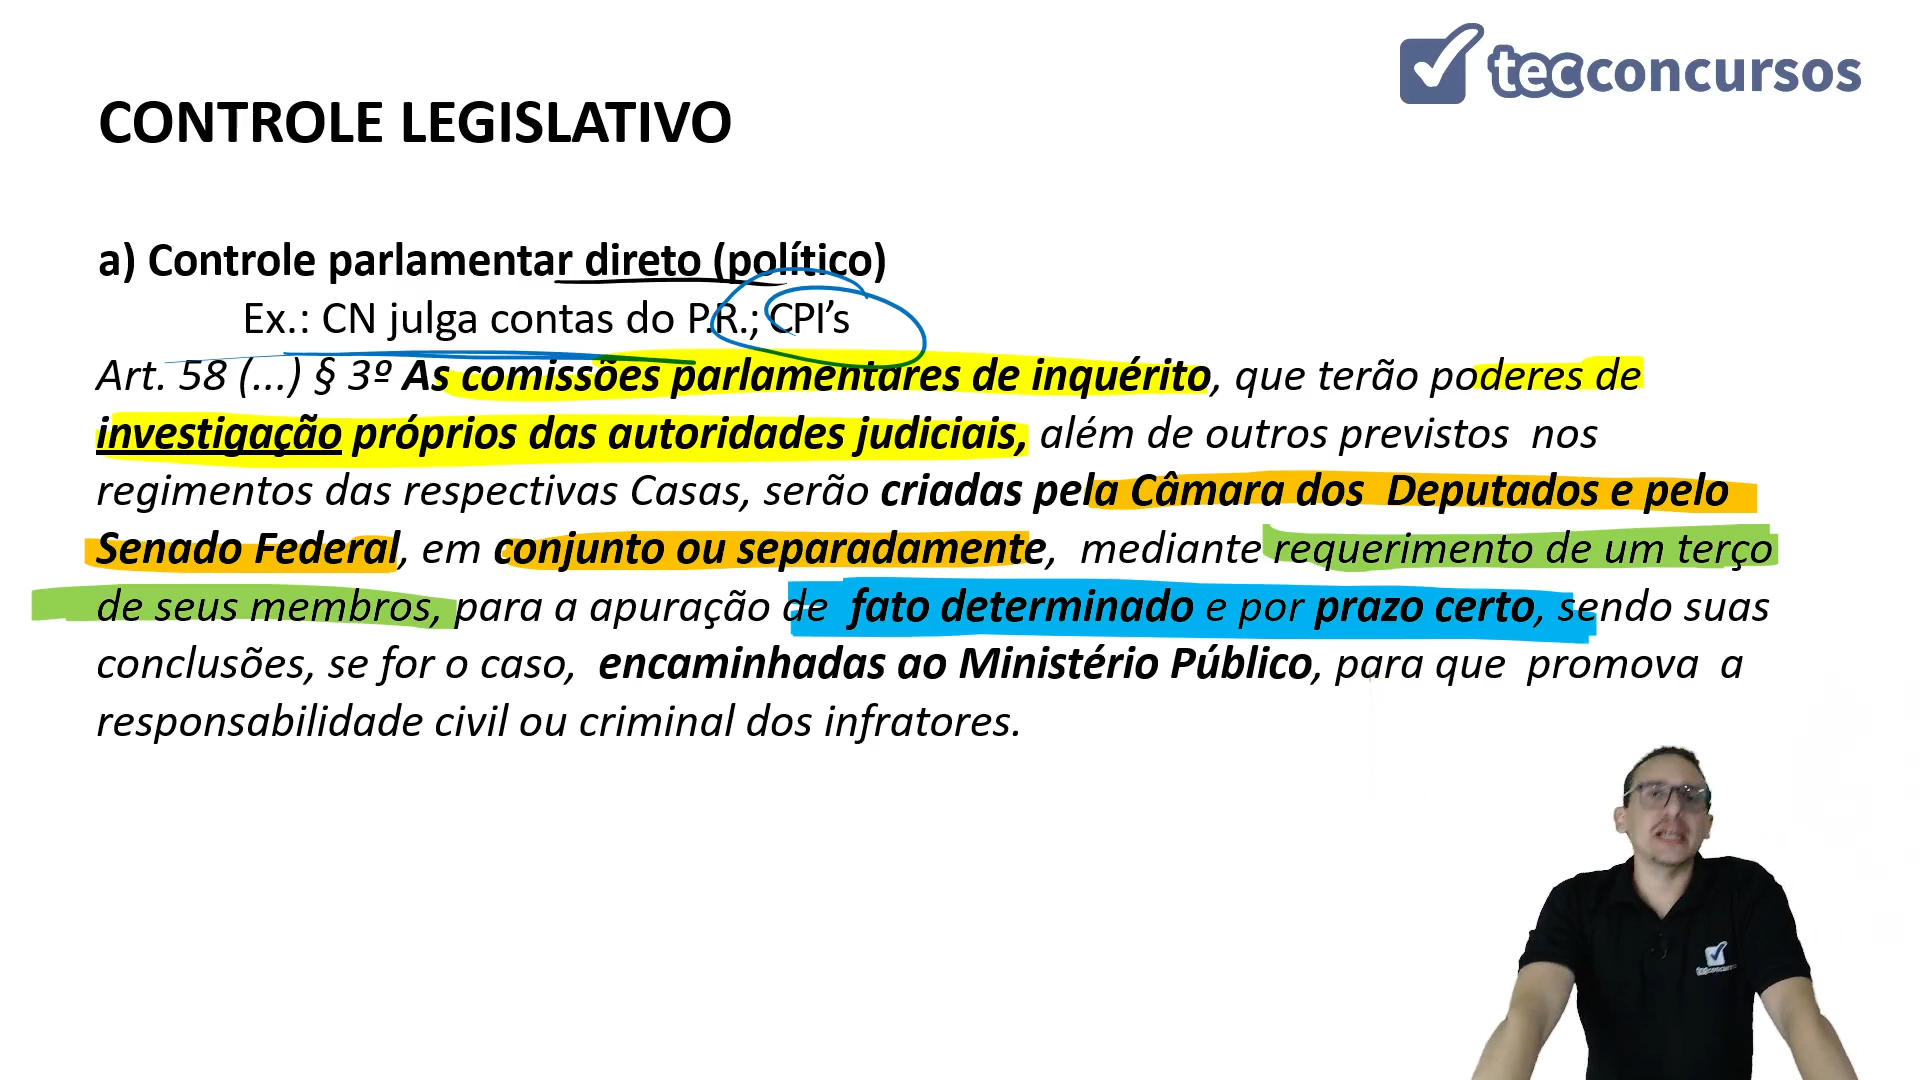 tecconcursos
CONTROLE LEGISLATIVO
a) Controle parlamentar direto (político)
Ex.: CN julga contas do P.R.; CPI’s
Art. 58 (...) § 3º As comissões parlamentares de inquérito, que terão poderes de
investigação próprios das autoridades judiciais, além de outros previstos nos
regimentos das respectivas Casas, serão criadas pela Câmara dos Deputados e pelo
Senado Federal, em conjunto ou separadamente, mediante requerimento de um terço
de seus membros, para a apuração de fato determinado e por prazo certo, sendo suas
conclusões, se for o caso, encaminhadas ao Ministério Público, para que promova a
responsabilidade civil ou criminal dos infratores.
tecconcursos